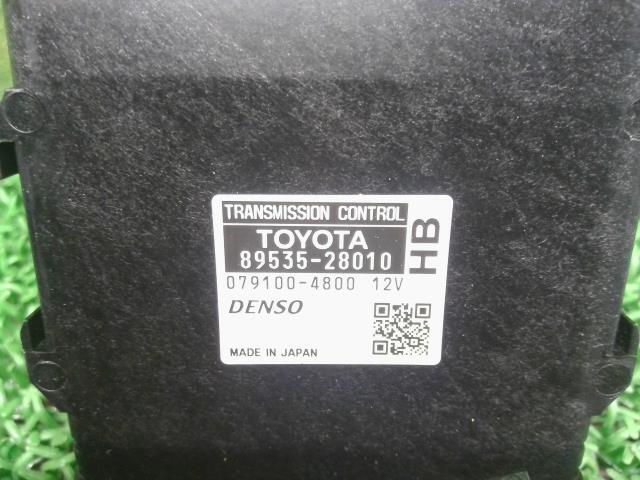 TRANSMISSION CONTROL
TOYOTA
89535-28010
HB
079100-4800 12V
DENSO
MADE IN JAPAN